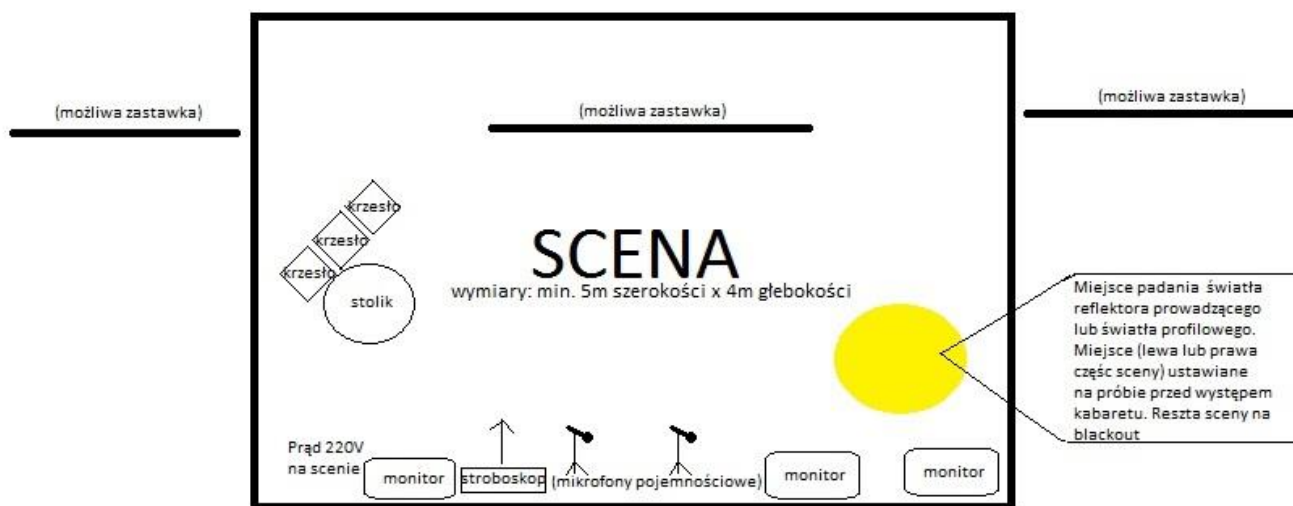 (możliwa zastawka)
(możliwa zastawka)
(możliwa zastawka)
krzesło
krzesło
krzesło
stolik
SCENA
wymiary: min. 5m szerokości x 4m głebokości
Miejsce padania światła
reflektora prowadzącego
lub światła profilowego.
Miejsce (lewa lub prawa
częśc sceny) ustawiane
na próbie przed występem
kabaretu. Reszta sceny na
blackout
Prąd 220V
na scenie
monitor
stroboskop
(mikrofony pojemnościowe)
monitor
monitor